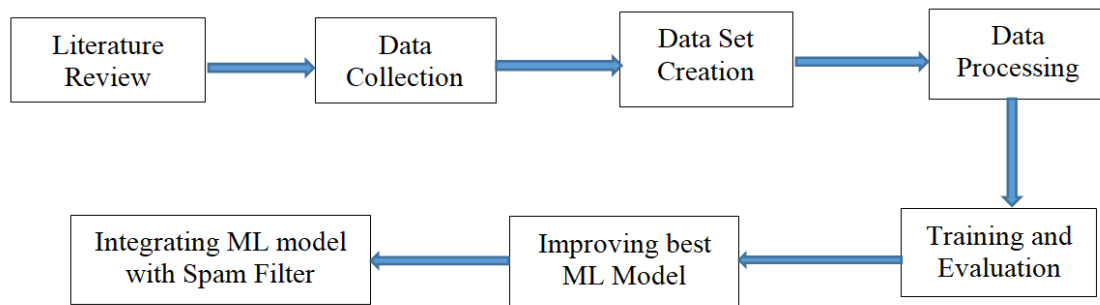 Literature
Review
Data
Collection
Data Set
Creation
Data
Processing
Training and
Evaluation
Improving best
ML Model
Integrating ML model
with Spam Filter